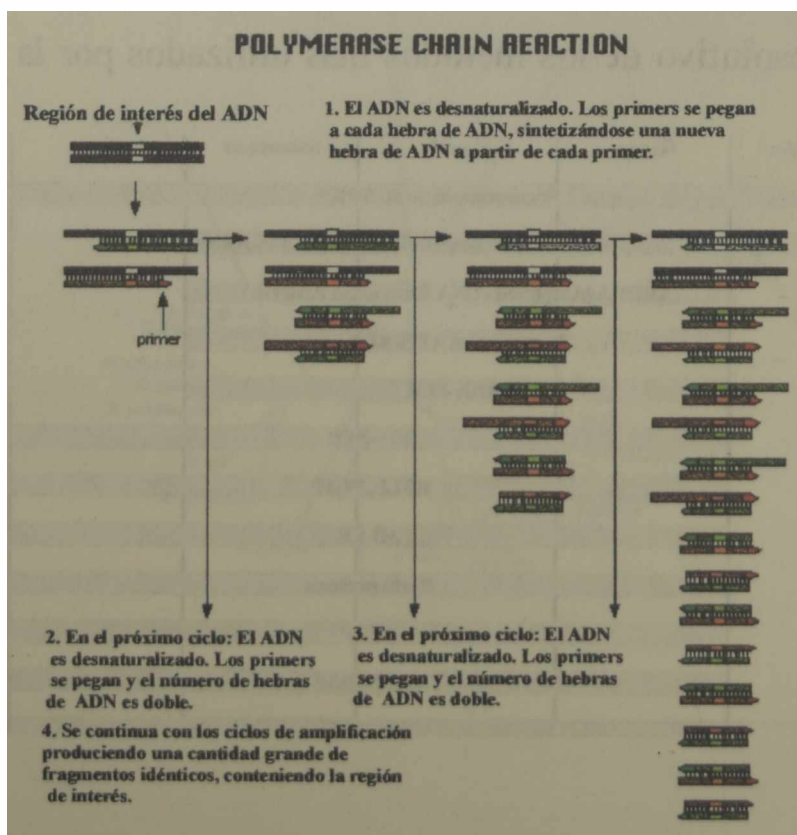 POLYMERASE CHAIN REACTION
Región de interés del ADN
1. El ADN es desnaturalizado. Los primers se pegan
a cada hebra de ADN, sintetizándose una nueva
hebra de ADN a partir de cada primer.
primer
2. En el próximo ciclo: El ADN
es desnaturalizado. Los primers
se pegan y el número de hebras
de ADN es doble.
3. En el próximo ciclo: El ADN
es desnaturalizado. Los primers
se pegan y el número de hebras
de ADN es doble.
4. Se continua con los ciclos de amplificación
produciendo una cantidad grande de
fragmentos idénticos, conteniendo la región
de interés.